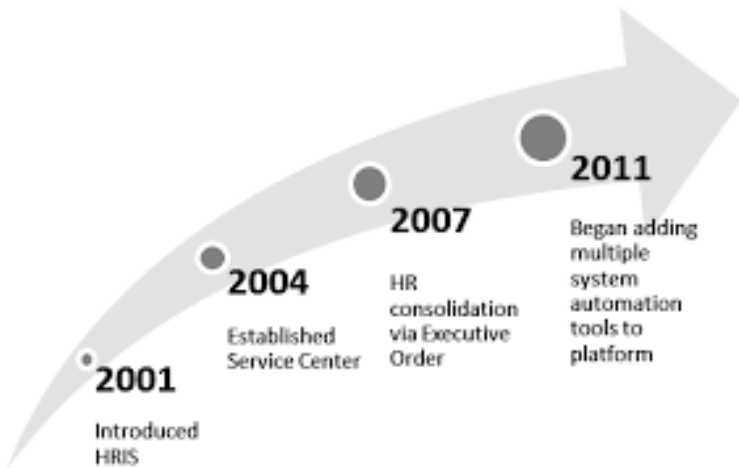 2001
Introduced
HRIS
2004
Established
Service Center
2007
HR
consolidation
via Executive
Order
2011
Began adding
multiple
system
automation
tools to
platform